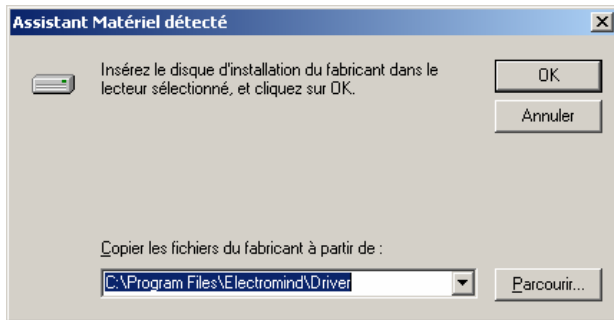 Assistant Matériel détecté
Insérez le disque d'installation du fabricant dans le
lecteur sélectionné, et cliquez sur OK.
OK
Annuler
Copier les fichiers du fabricant à partir de :
C:\Program Files\Electromind\Driver
Parcourir...